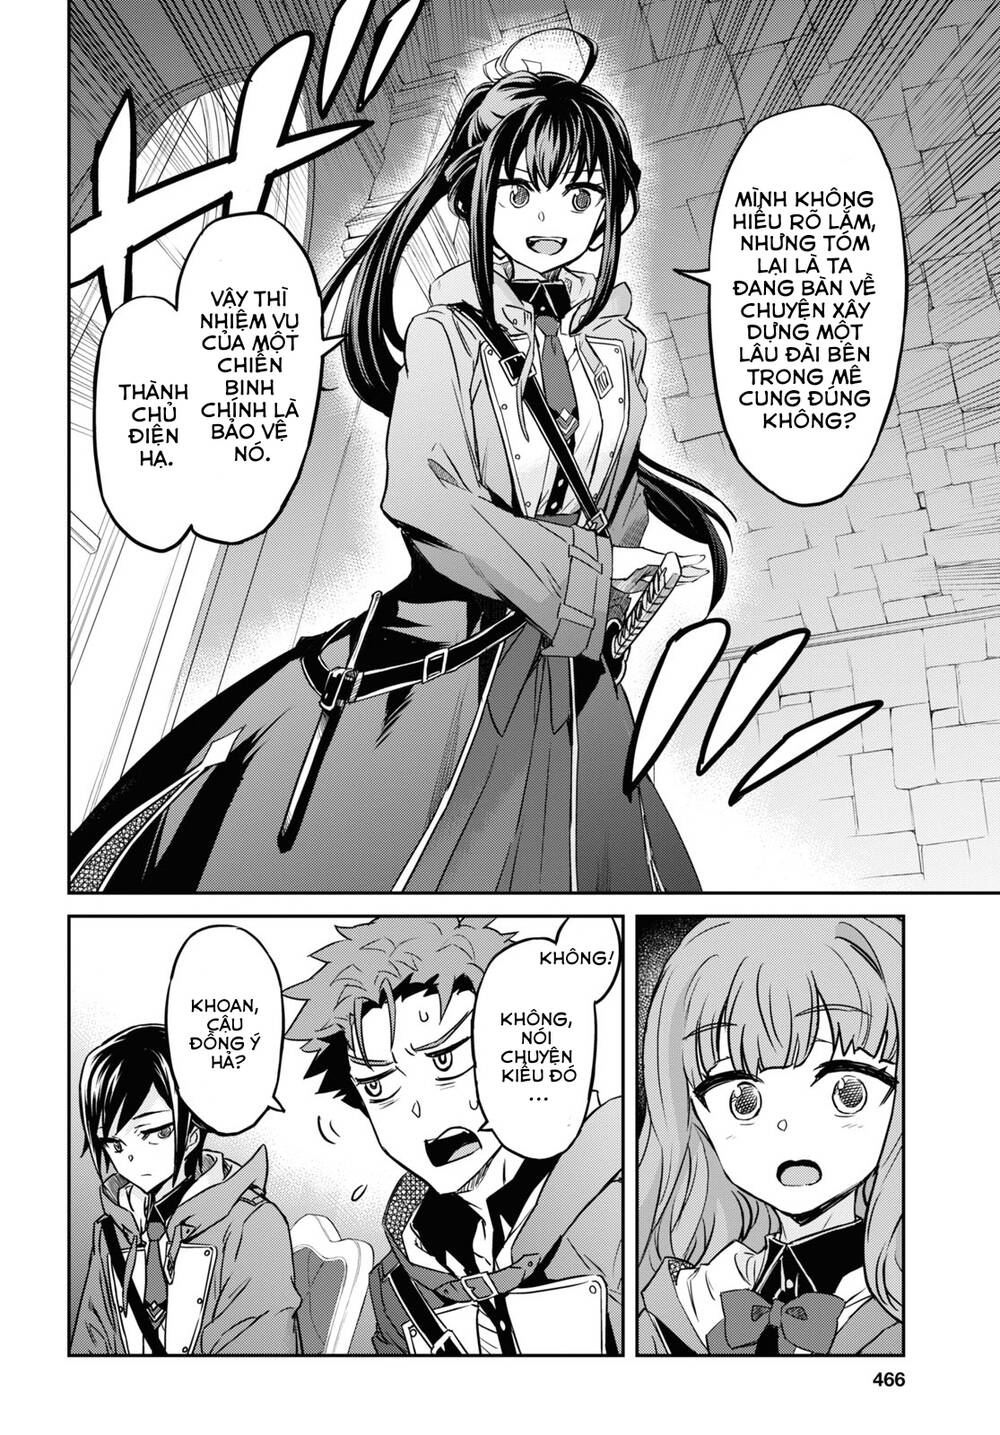 MÌNH KHÔNG
HIỂU RÕ LẮM,
NHƯNG TÓM
LẠI LÀ TA
ĐANG BÀN VỀ
CHUYỆN XÂY
DỰNG MỘT
LÂU ĐÀI BÊN
TRONG MÊ
CUNG ĐÚNG
KHÔNG?
VẬY THÌ
NHIỆM VỤ
CỦA MỘT
CHIẾN
BINH
CHÍNH LÀ
BẢO VỆ
NÓ.
THÀNH
CHỦ
ĐIỆN
HẠ.
KHÔNG!
KHÔNG,
NÓI
CHUYỆN
KIỂU ĐÓ
...
KHOAN,
CẬU
ĐỒNG Ý
HẢ?
466